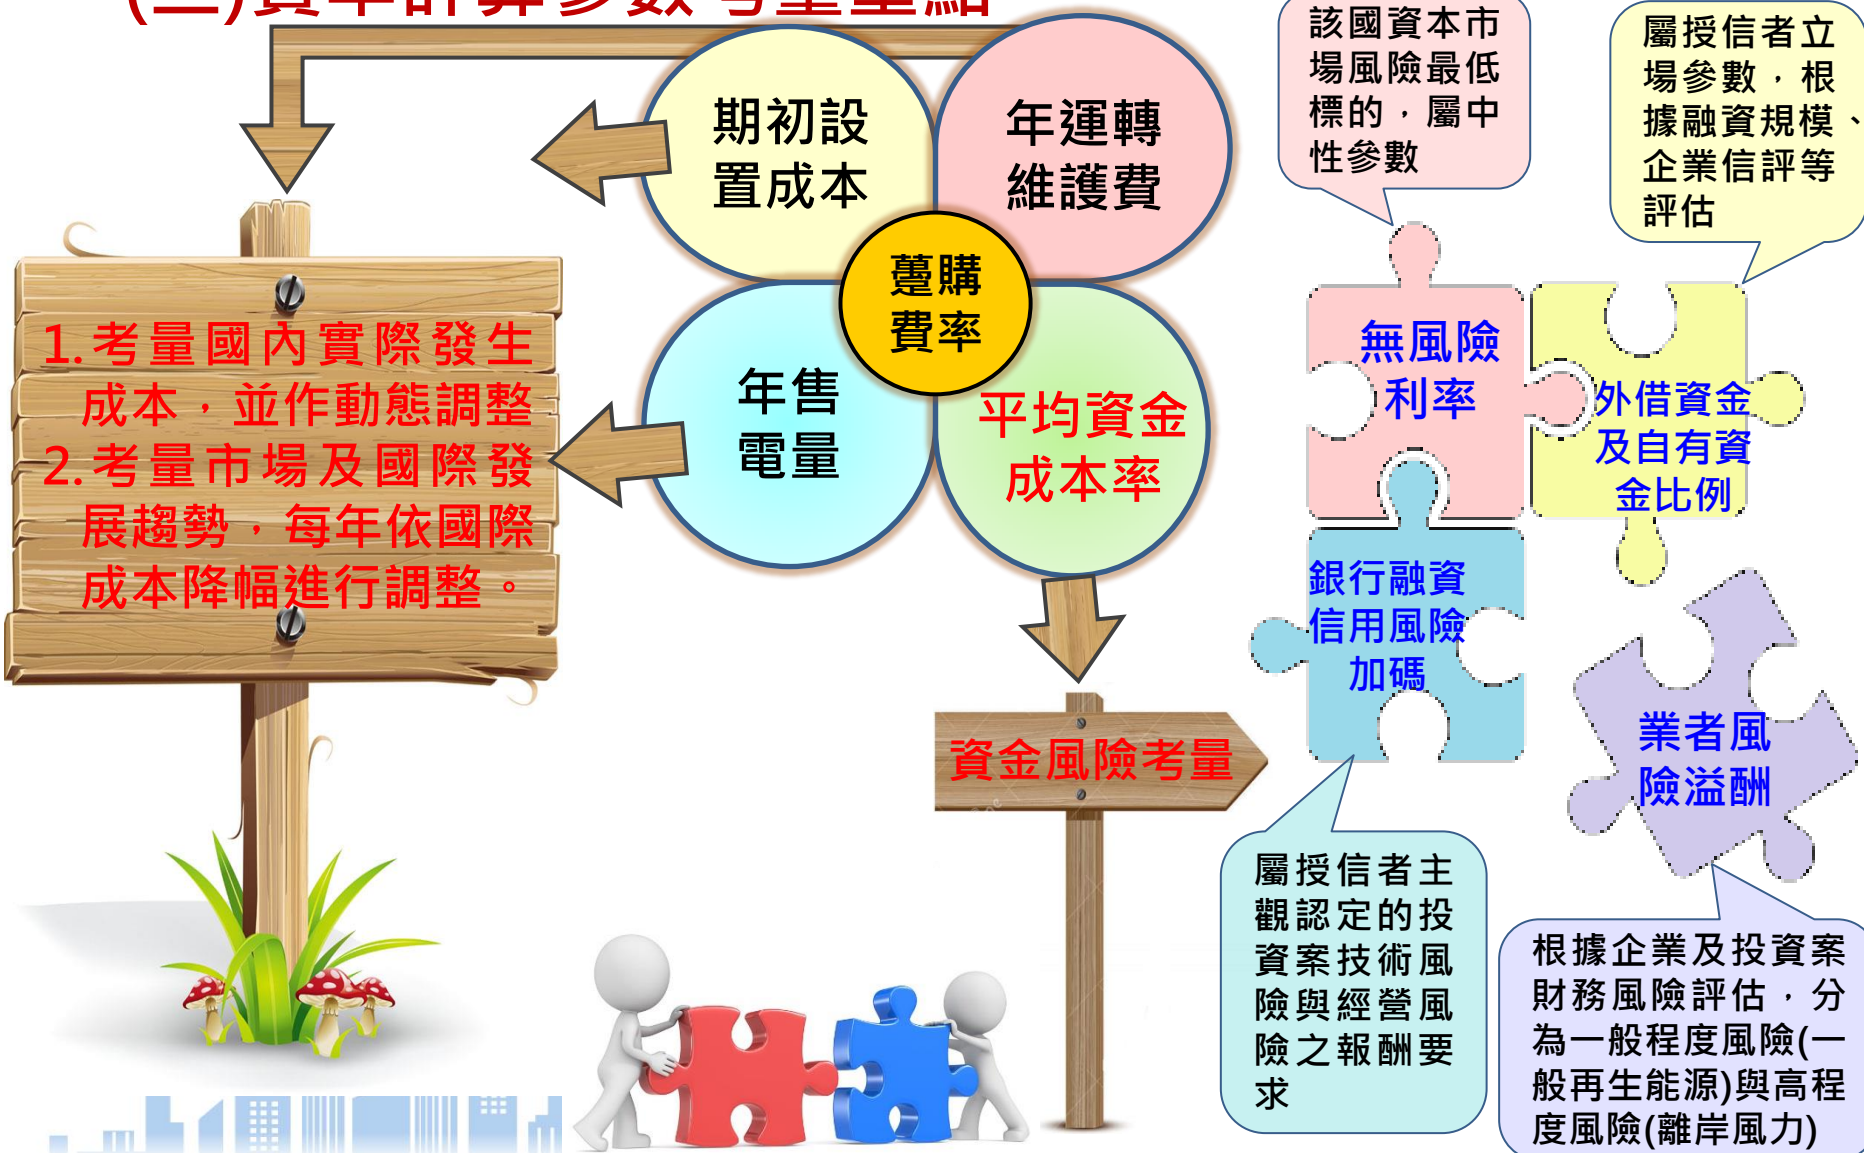 期初設
置成本
年運轉
維護費
躉購
費率
年售
電量
平均資金
成本率
1.考量國內實際發生
成本，並作動態調整
2.考量市場及國際發
展趨勢，每年依國際
成本降幅進行調整。
資金風險考量
該國資本市
場風險最低
標的，屬中
性參數
屬授信者立
場參數，根
據融資規模、
企業信評等
評估
無風險
利率
外借資金
及自有資
金比例
銀行融資
信用風險
加碼
業者風
險溢酬
屬授信者主
觀認定的投
資案技術風
險與經營風
險之報酬要
求
根據企業及投資案
財務風險評估，分
為一般程度風險(一
般再生能源)與高程
度風險(離岸風力)